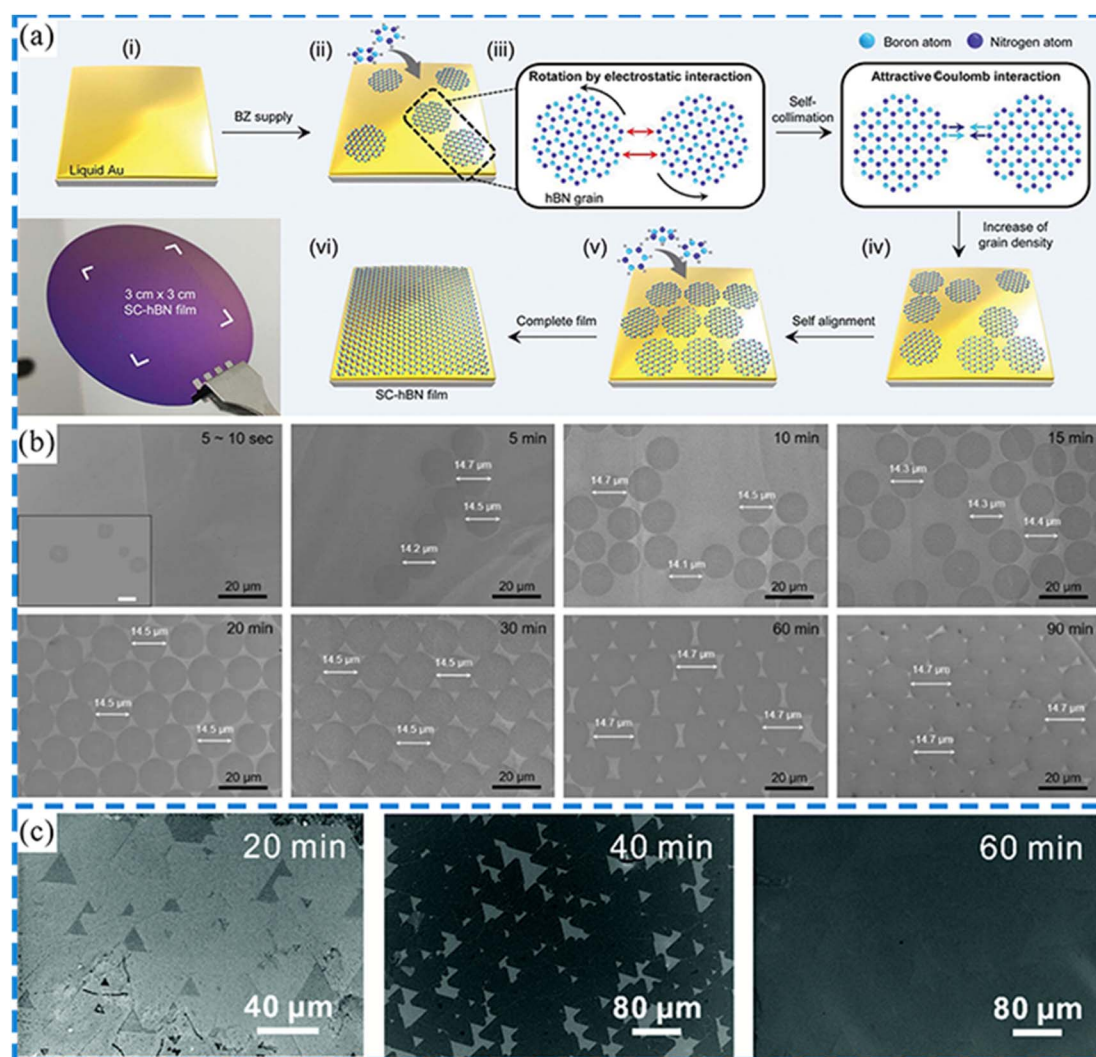 (a)
(i)
(ii)
(iii)
Boron atom
Nitrogen atom
Liquid Au
BZ supply
Rotation by electrostatic interaction
hBN grain
Self-
collimation
Attractive Coulomb interaction
Increase of
grain density
(iv)
Self alignment
(v)
Complete film
(vi)
SC-hBN film
3 cm x 3 cm
SC-hBN film
(b)
5 ~ 10 sec
20 μm
5 min
14.7 μm
14.5 μm
14.2 μm
20 μm
10 min
14.7 μm
14.5 μm
14.1 μm
20 μm
15 min
14.3 μm
14.3 μm
14.4 μm
20 μm
20 min
14.5 μm
14.5 μm
14.5 μm
20 μm
30 min
14.5 μm
14.5 μm
14.5 μm
20 μm
60 min
14.7 μm
14.7 μm
14.7 μm
20 μm
90 min
14.7 μm
14.7 μm
14.7 μm
20 μm
(c)
20 min
40 μm
40 min
80 μm
60 min
80 μm